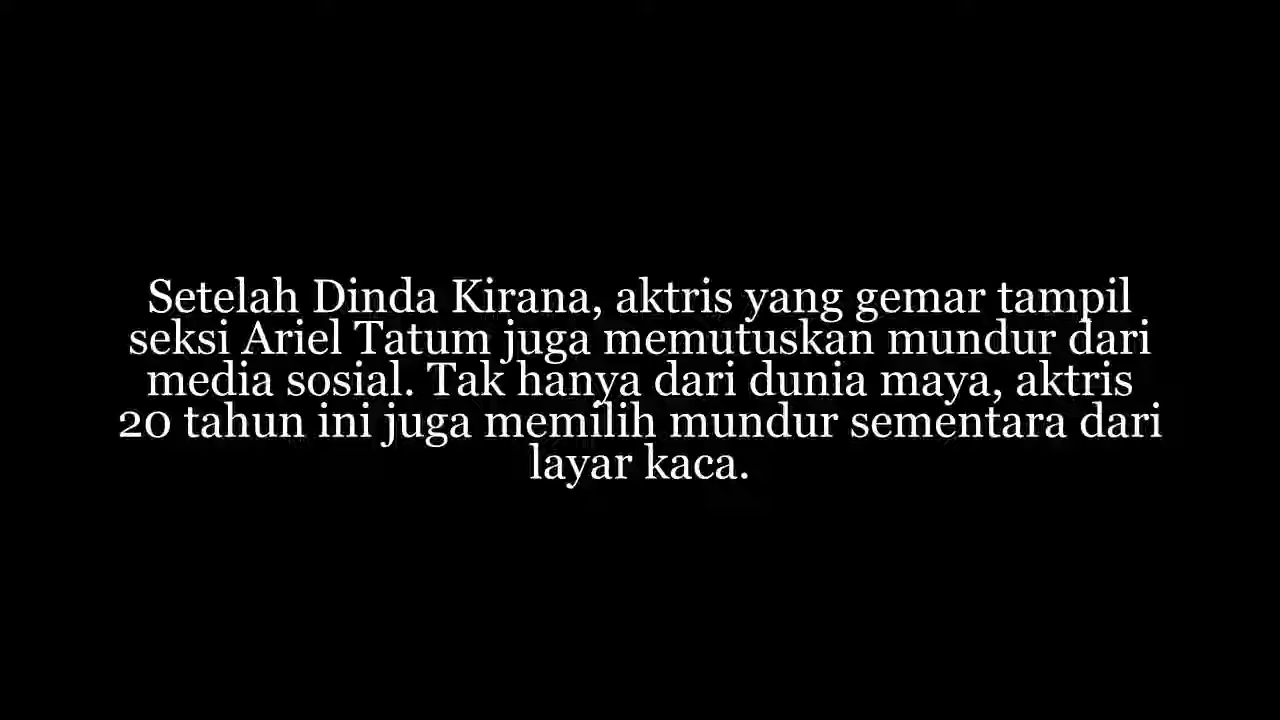 Setelah Dinda Kirana, aktris yang gemar tampil
seksi Ariel Tatum juga memutuskan mundur dari
media sosial. Tak hanya dari dunia maya, aktris
20 tahun ini juga memilih mundur sementara dari
layar kaca.